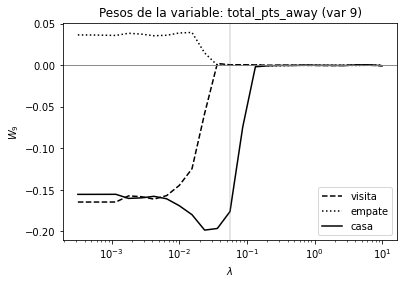 Pesos de la variable: total_pts_away (var 9)
0.05
0.00
−0.05
−0.10
−0.15
−0.20
W₉
visita
empate
casa
10⁻³
10⁻²
10⁻¹
10⁰
10¹
λ